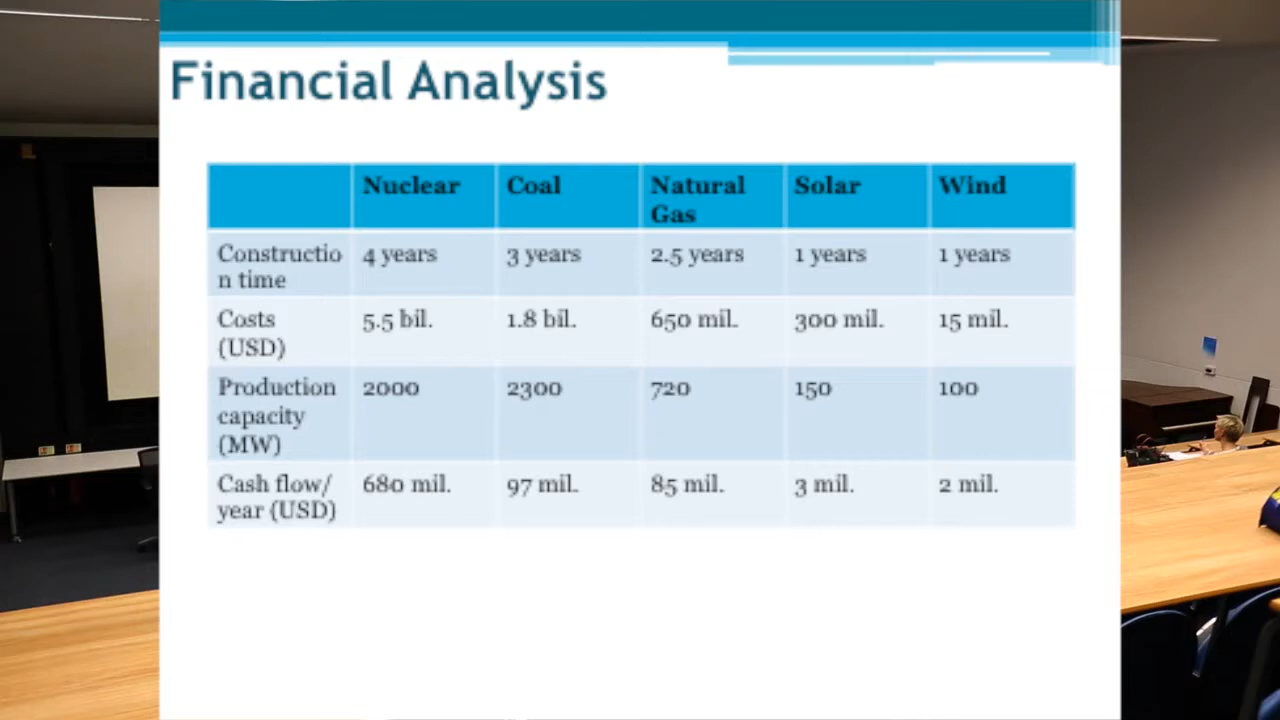 Financial Analysis
Nuclear Coal Natural Gas Solar Wind
Constructio
n time 4 years 3 years 2.5 years 1 years 1 years
Costs
(USD) 5.5 bil. 1.8 bil. 650 mil. 300 mil. 15 mil.
Production
capacity
(MW) 2000 2300 720 150 100
Cash flow/
year (USD) 680 mil. 97 mil. 85 mil. 3 mil. 2 mil.